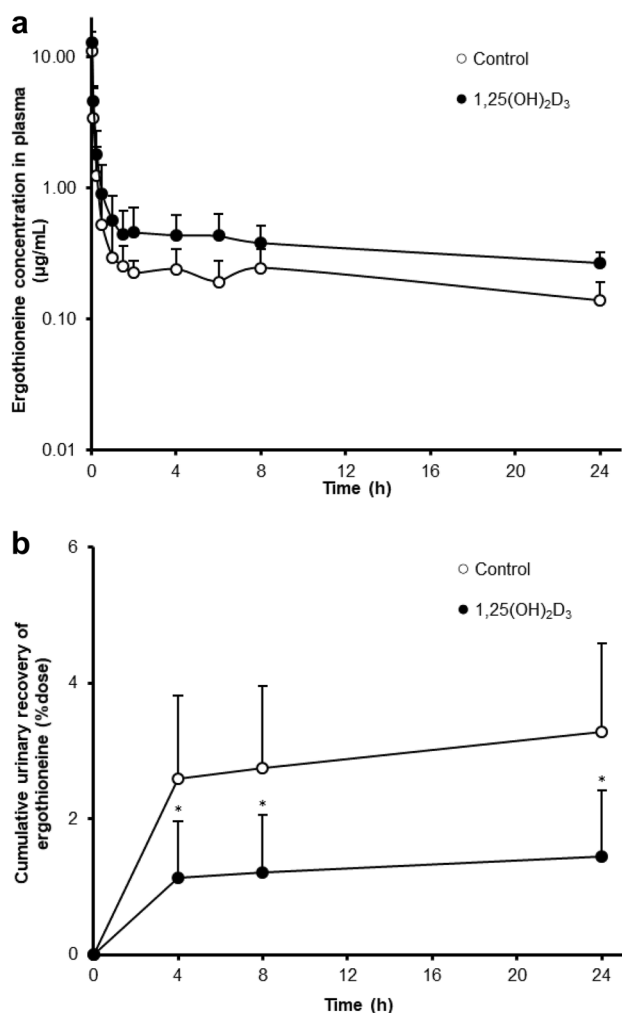 a
Ergothioneine concentration in plasma
(µg/mL)
10.00
1.00
0.10
0.01
Control
1,25(OH)₂D₃
0 4 8 12 16 20 24
Time (h)
b
Cumulative urinary recovery of
ergothioneine (%dose)
6
4
2
0
Control
1,25(OH)₂D₃
* * *
0 4 8 12 16 20 24
Time (h)